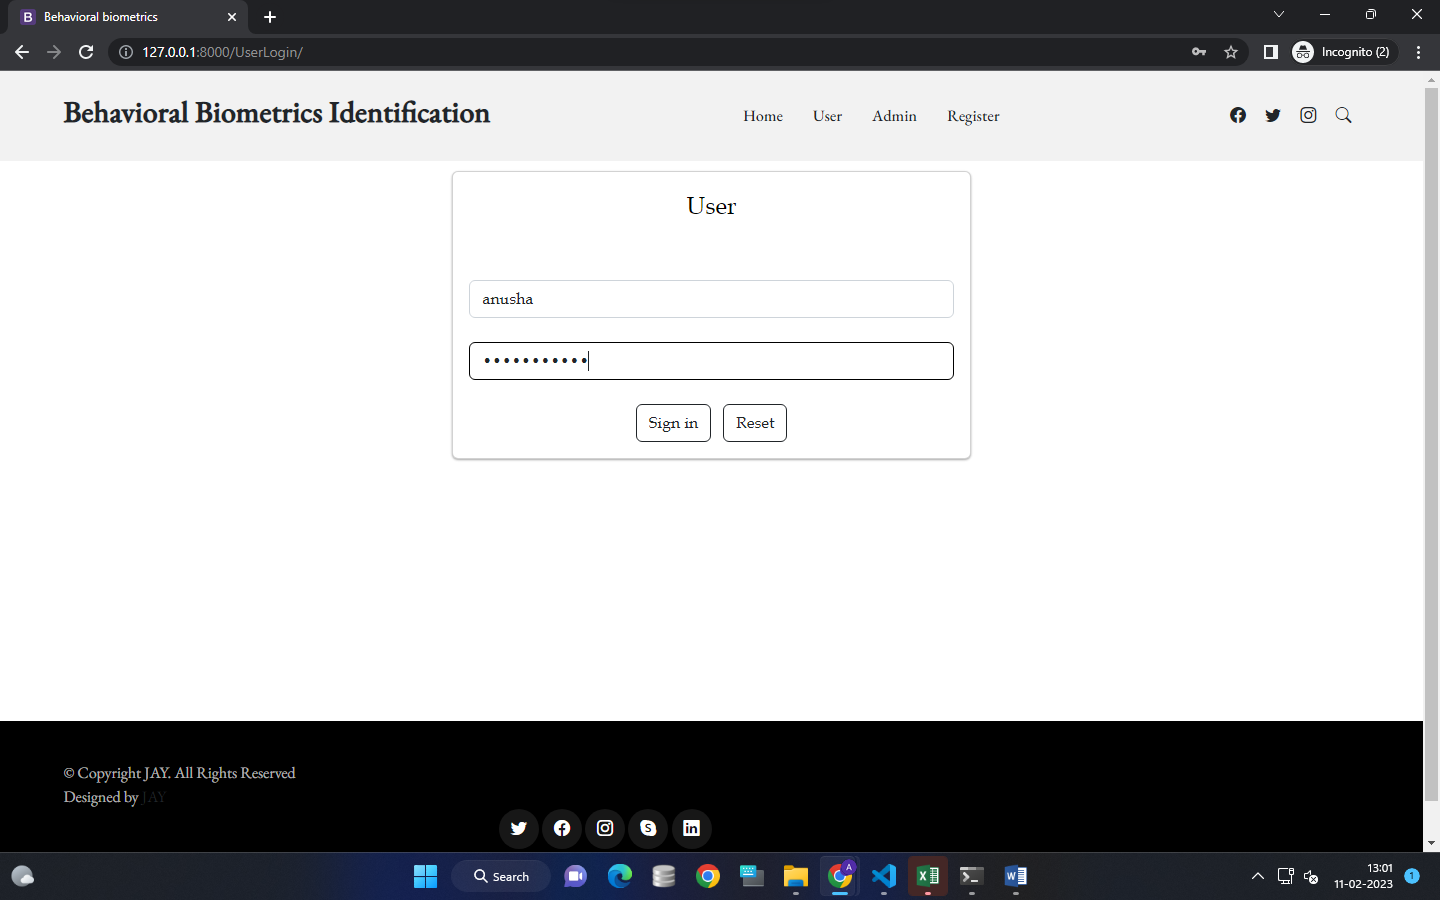 Behavioral biometrics
127.0.0.1:8000/UserLogin/
Incognito (2)
Behavioral Biometrics Identification
Home User Admin Register
User
anusha
•••••••••••
Sign in Reset
© Copyright JAY. All Rights Reserved
Designed by JAY
Search
A
13:01
11-02-2023
1